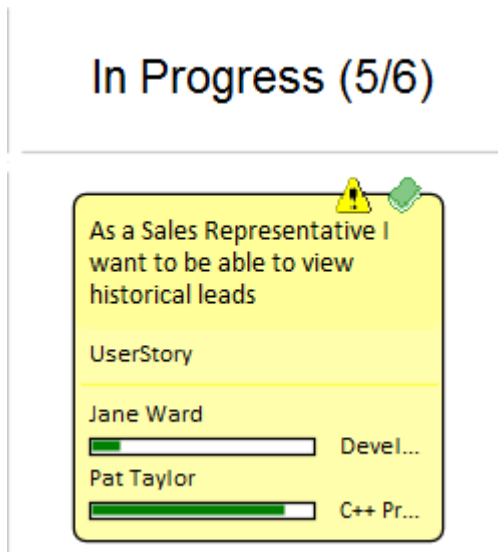 In Progress (5/6)
As a Sales Representative I
want to be able to view
historical leads
UserStory
Jane Ward
Devel...
Pat Taylor
C++ Pr...